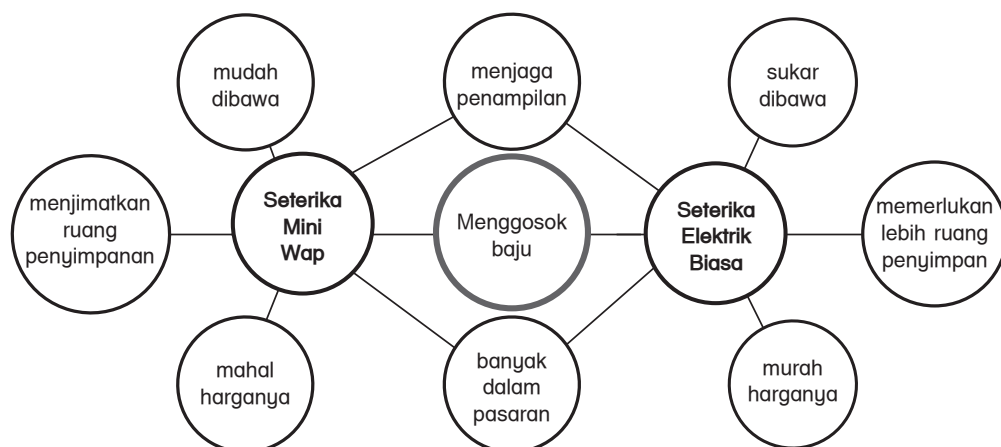 mudah
dibawa
menjaga
penampilan
sukar
dibawa
menjimatkan
ruang
penyimpanan
Seterika
Mini
Wap
Menggosok
baju
Seterika
Elektrik
Biasa
memerlukan
lebih ruang
penyimpan
mahal
harganya
banyak
dalam
pasaran
murah
harganya